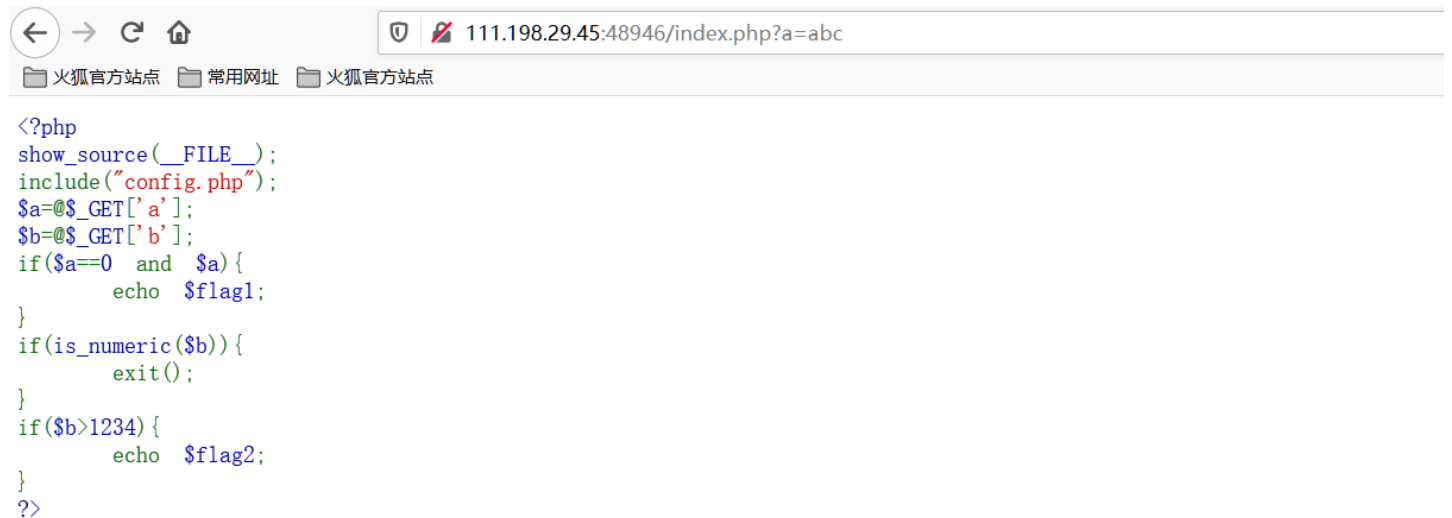 111.198.29.45:48946/index.php?a=abc
火狐官方站点 常用网址 火狐官方站点
<?php
show_source(__FILE__);
include("config.php");
$a=@$_GET['a'];
$b=@$_GET['b'];
if($a==0 and $a){
echo $flag1;
}
if(is_numeric($b)){
exit();
}
if($b>1234){
echo $flag2;
}
?>